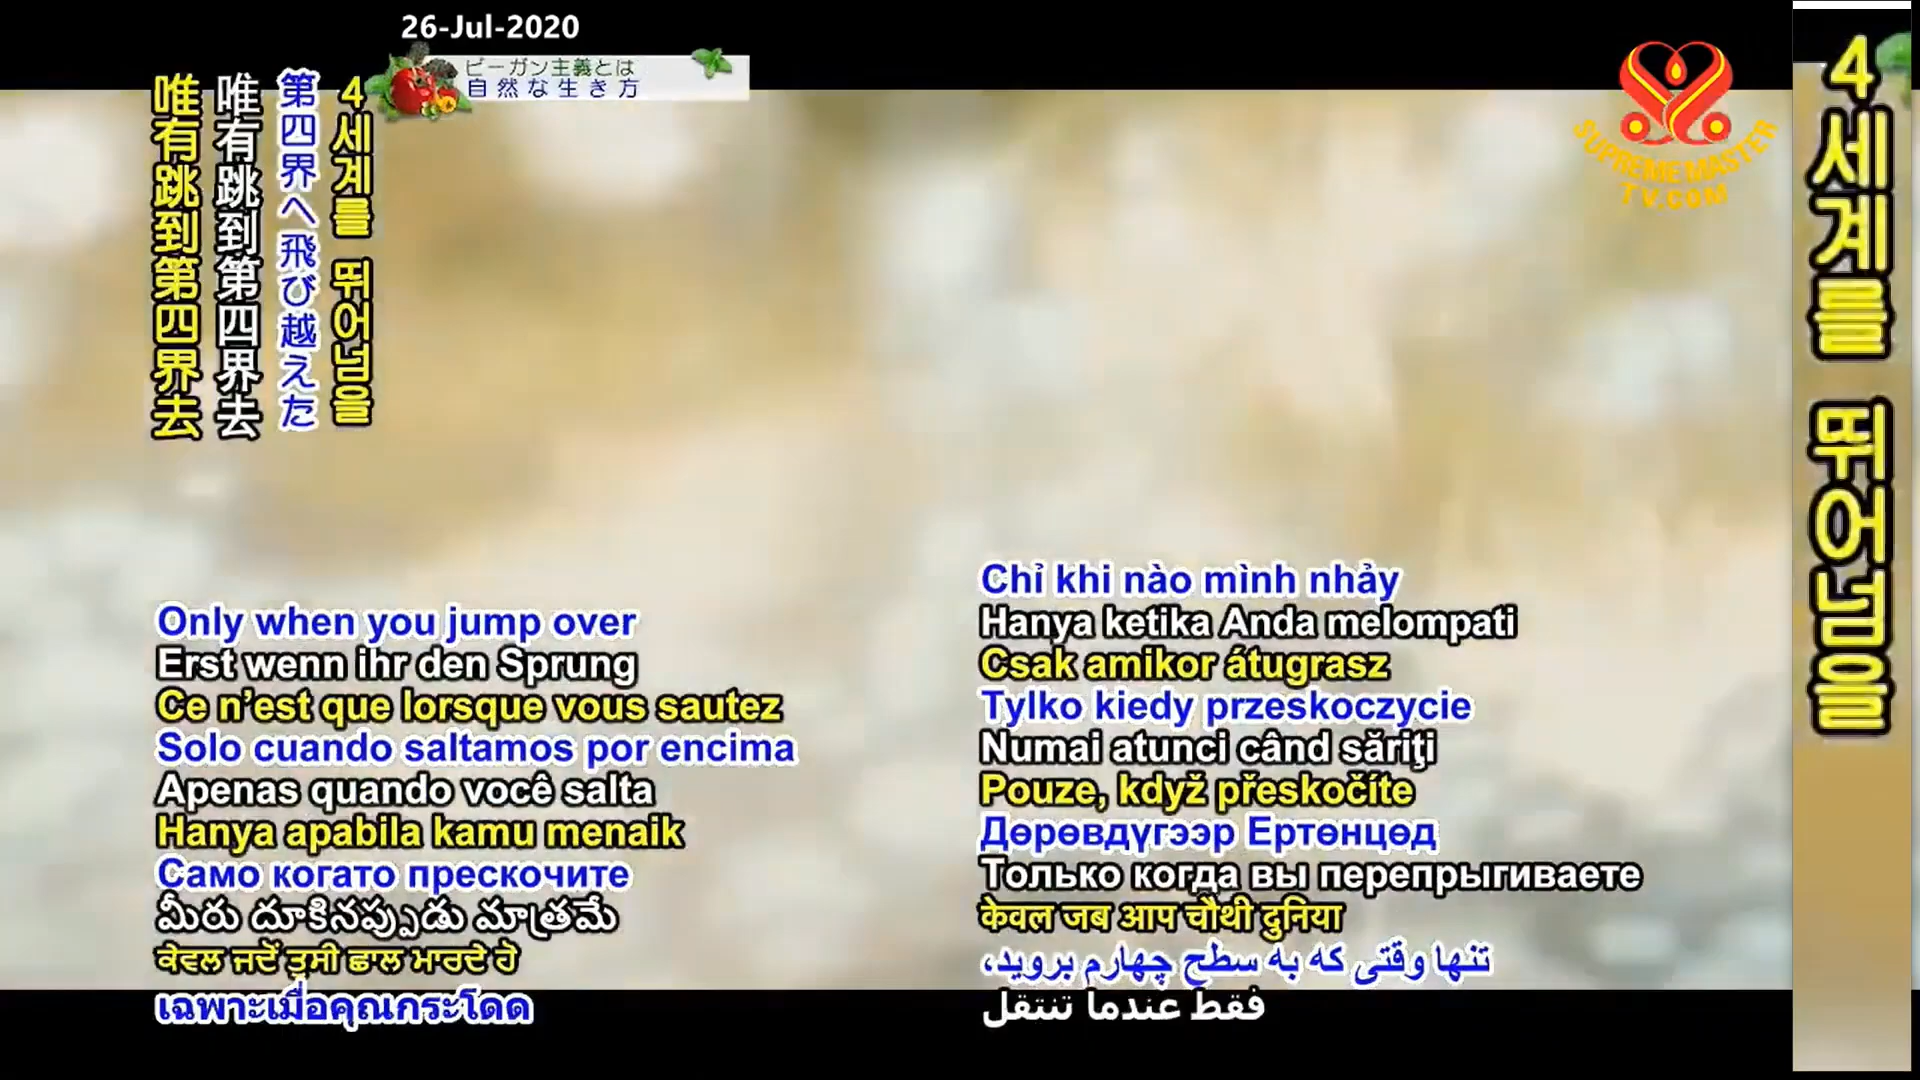 26-Jul-2020
ビーガン主義とは
自然な生き方
SUPREME MASTER
TV.COM
4세계를 뛰어넘을
4세계를 뛰어넘을
第四界へ飛び越えた
唯有跳到第四界去
唯有跳到第四界去
Only when you jump over
Erst wenn ihr den Sprung
Ce n’est que lorsque vous sautez
Solo cuando saltamos por encima
Apenas quando você salta
Hanya apabila kamu menaik
Само когато прескочите
మీరు దూకినప్పుడు మాత్రమే
ਕੇਵਲ ਜਦੋਂ ਤੁਸੀ ਛਾਲ ਮਾਰਦੇ ਹੋ
เฉพาะเมื่อคุณกระโดด
Chỉ khi nào mình nhảy
Hanya ketika Anda melompati
Csak amikor átugrasz
Tylko kiedy przeskoczycie
Numai atunci când săriţi
Pouze, když přeskočíte
Дөрөвдүгээр Ертөнцөд
Только когда вы перепрыгиваете
केवल जब आप चौथी दुनिया
تنها وقتی که به سطح چهارم بروید،
فقط عندما تنتقل